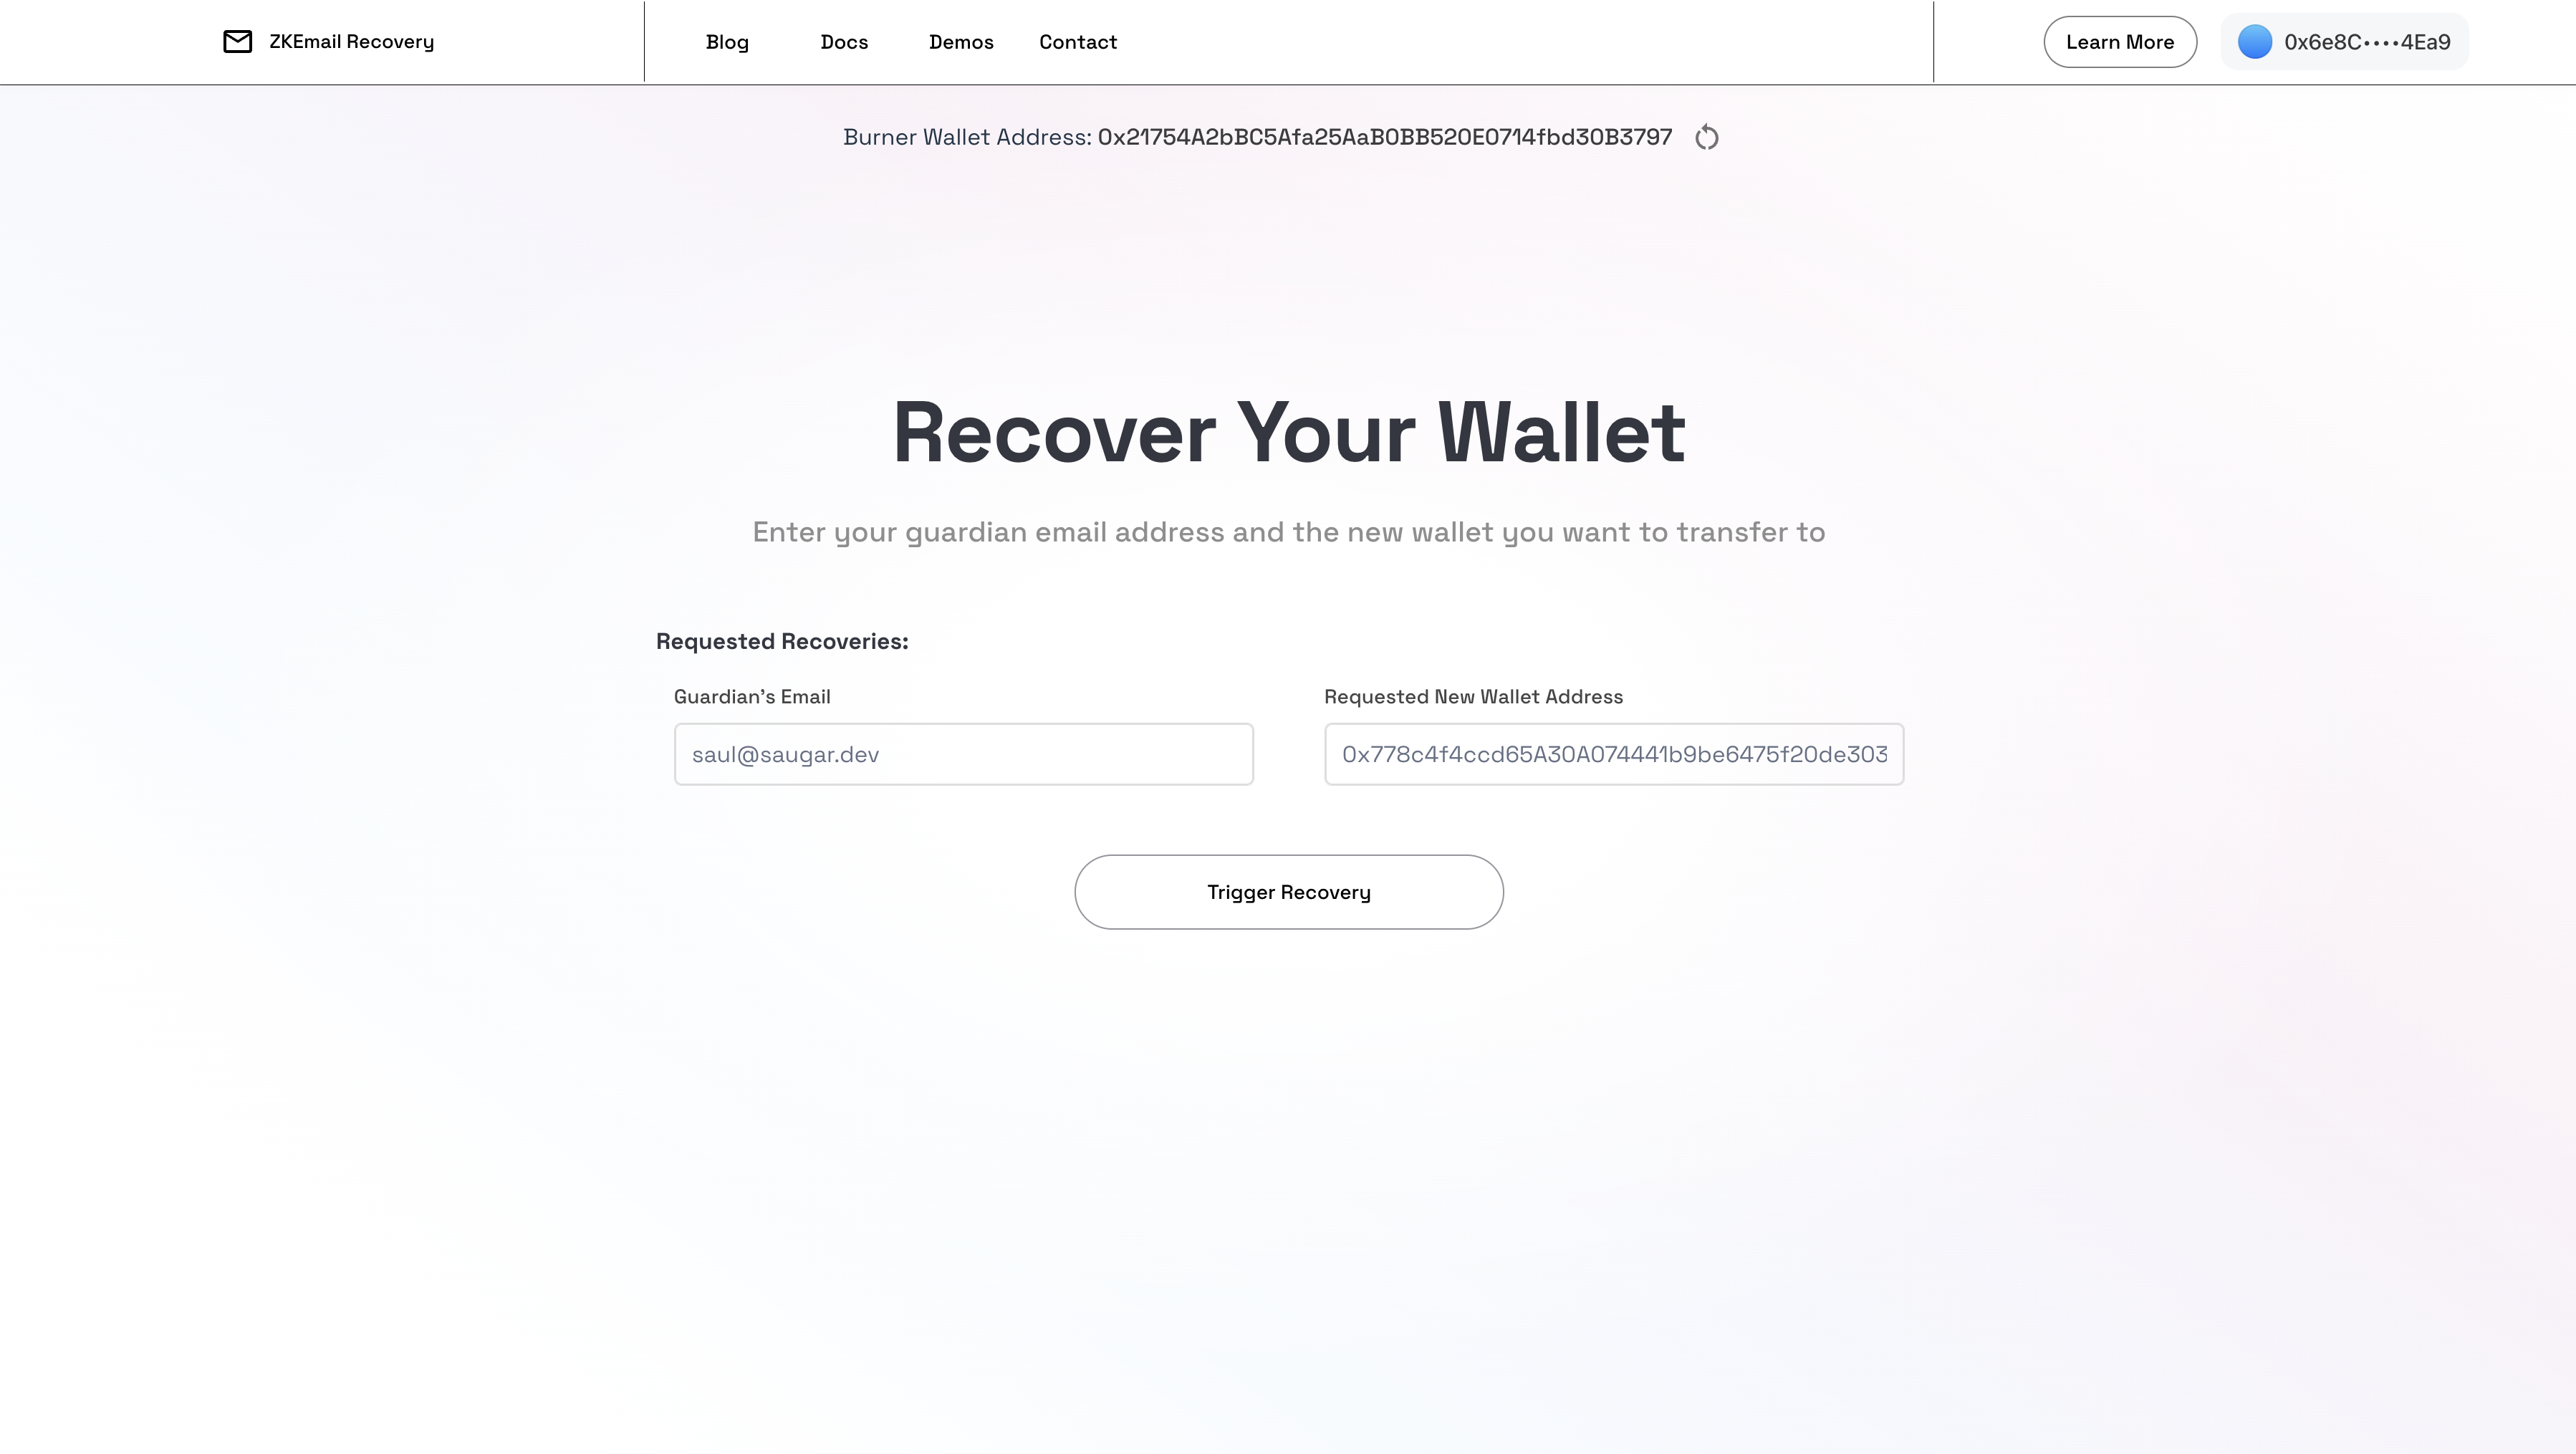 ZKEmail Recovery
Blog
Docs
Demos
Contact
Learn More
0x6e8C••••4Ea9
Burner Wallet Address: 0x21754A2bBC5Afa25AaB0BB520E0714fbd30B3797
Recover Your Wallet
Enter your guardian email address and the new wallet you want to transfer to
Requested Recoveries:
Guardian's Email
Requested New Wallet Address
saul@saugar.dev
0x778c4f4ccd65A30A074441b9be6475f20de303
Trigger Recovery